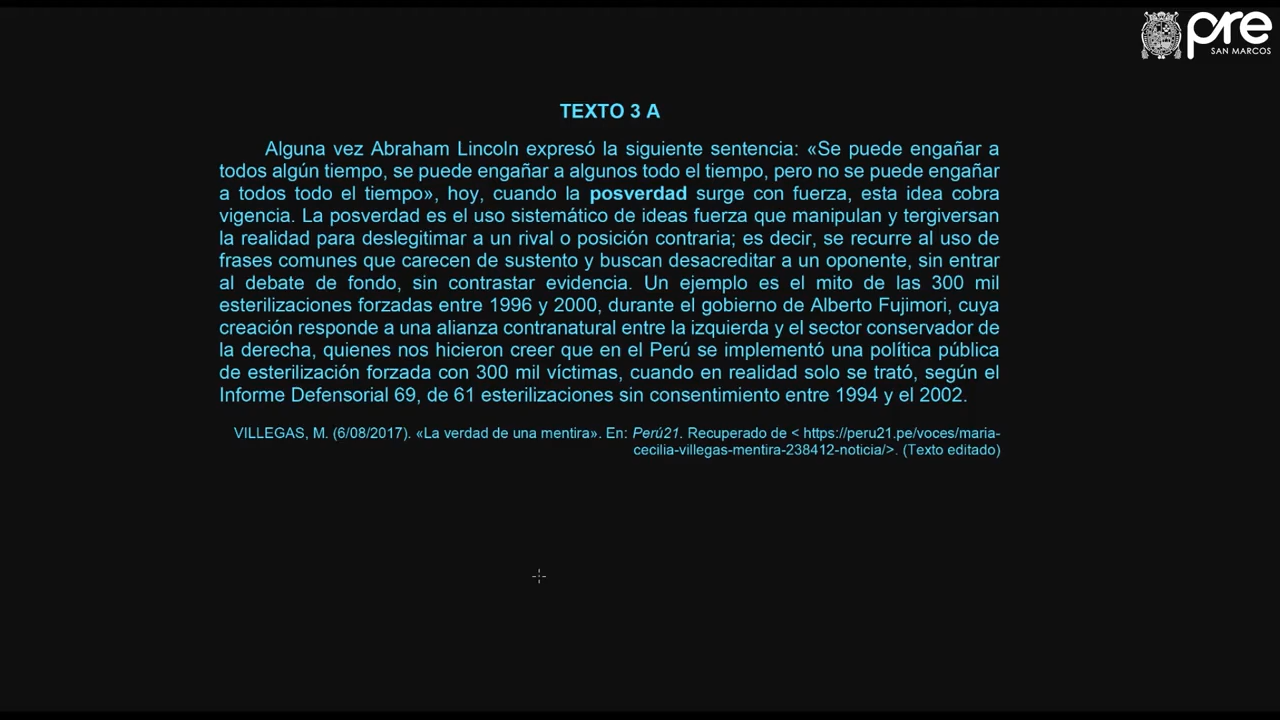 pre
SAN MARCOS
TEXTO 3 A
Alguna vez Abraham Lincoln expresó la siguiente sentencia: «Se puede engañar a
todos algún tiempo, se puede engañar a algunos todo el tiempo, pero no se puede engañar
a todos todo el tiempo», hoy, cuando la posverdad surge con fuerza, esta idea cobra
vigencia. La posverdad es el uso sistemático de ideas fuerza que manipulan y tergiversan
la realidad para deslegitimar a un rival o posición contraria; es decir, se recurre al uso de
frases comunes que carecen de sustento y buscan desacreditar a un oponente, sin entrar
al debate de fondo, sin contrastar evidencia. Un ejemplo es el mito de las 300 mil
esterilizaciones forzadas entre 1996 y 2000, durante el gobierno de Alberto Fujimori, cuya
creación responde a una alianza contranatural entre la izquierda y el sector conservador de
la derecha, quienes nos hicieron creer que en el Perú se implementó una política pública
de esterilización forzada con 300 mil víctimas, cuando en realidad solo se trató, según el
Informe Defensorial 69, de 61 esterilizaciones sin consentimiento entre 1994 y el 2002.
VILLEGAS, M. (6/08/2017). «La verdad de una mentira». En: Perú21. Recuperado de < https://peru21.pe/voces/maria-
cecilia-villegas-mentira-238412-noticia/>. (Texto editado)